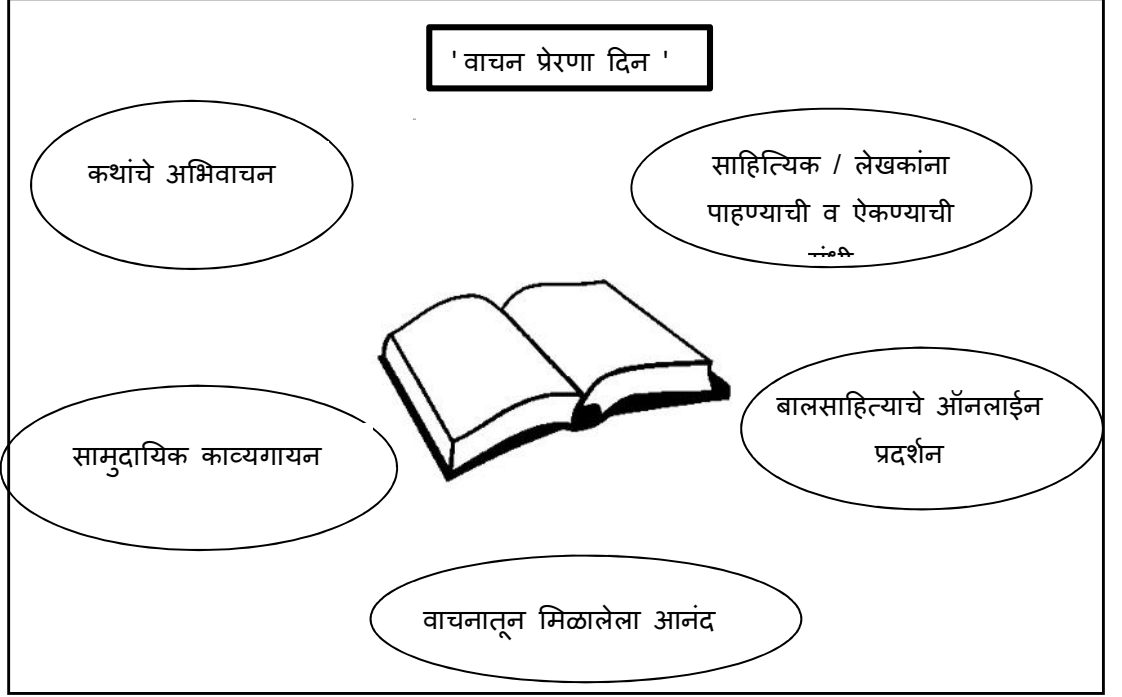 ' वाचन प्रेरणा दिन '
कथांचे अभिवाचन
साहित्यिक / लेखकांना
पाहण्याची व ऐकण्याची
सामुदायिक काव्यगायन
बालसाहित्याचे ऑनलाईन
प्रदर्शन
वाचनातून मिळालेला आनंद